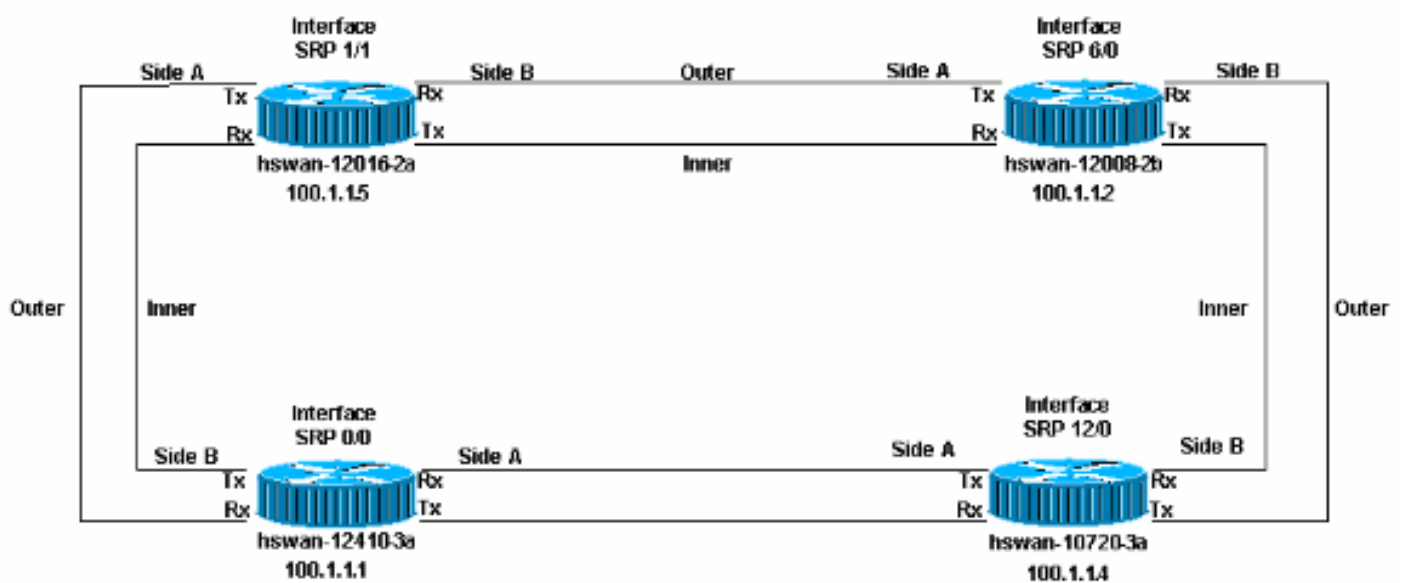 Interface
SRP 1/1
Interface
SRP 6/0
Side A
Side B
Outer
Side A
Side B
Tx
Rx
Tx
Rx
Rx
Tx
Rx
Tx
hswan-12016-2a
Inner
hswan-12008-2b
100.1.1.5
100.1.1.2
Outer
Inner
Inner
Outer
Interface
SRP 0/0
Interface
SRP 12/0
Side B
Side A
Side A
Side B
Tx
Rx
Tx
Rx
Rx
Tx
Rx
Tx
hswan-12410-3a
hswan-10720-3a
100.1.1.1
100.1.1.4